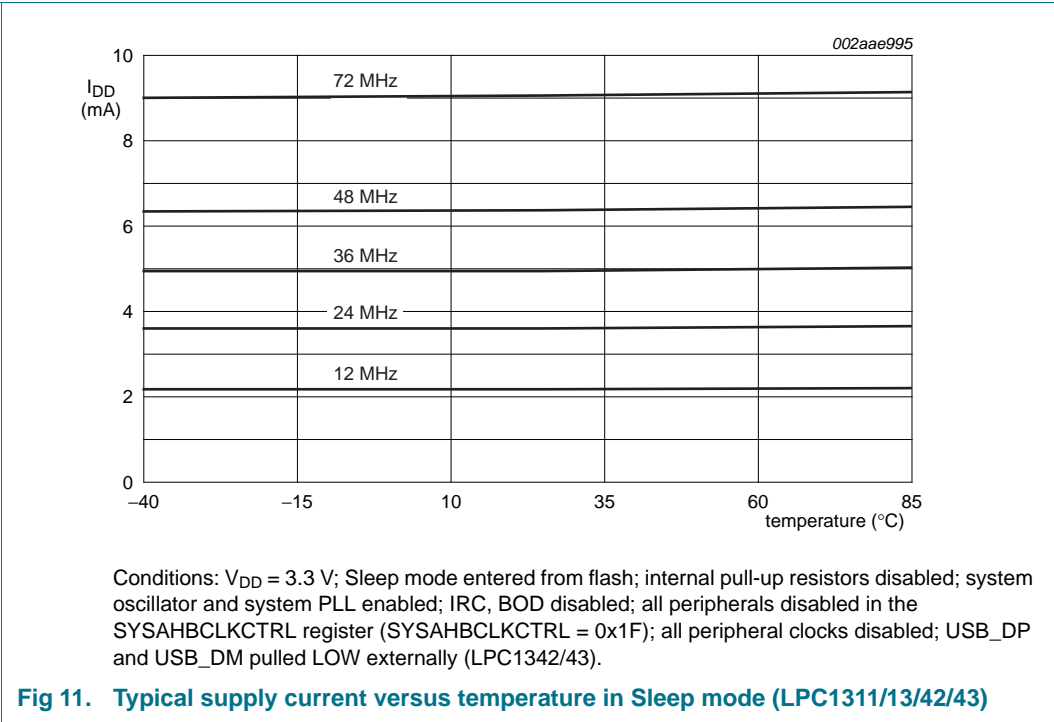 002aae995
10
I_DD
(mA)
8
6
4
2
0
72 MHz
48 MHz
36 MHz
24 MHz
12 MHz
−40
−15
10
35
60
85
temperature (°C)
Conditions: V_DD = 3.3 V; Sleep mode entered from flash; internal pull-up resistors disabled; system
oscillator and system PLL enabled; IRC, BOD disabled; all peripherals disabled in the
SYSAHBCLKCTRL register (SYSAHBCLKCTRL = 0x1F); all peripheral clocks disabled; USB_DP
and USB_DM pulled LOW externally (LPC1342/43).
Fig 11. Typical supply current versus temperature in Sleep mode (LPC1311/13/42/43)